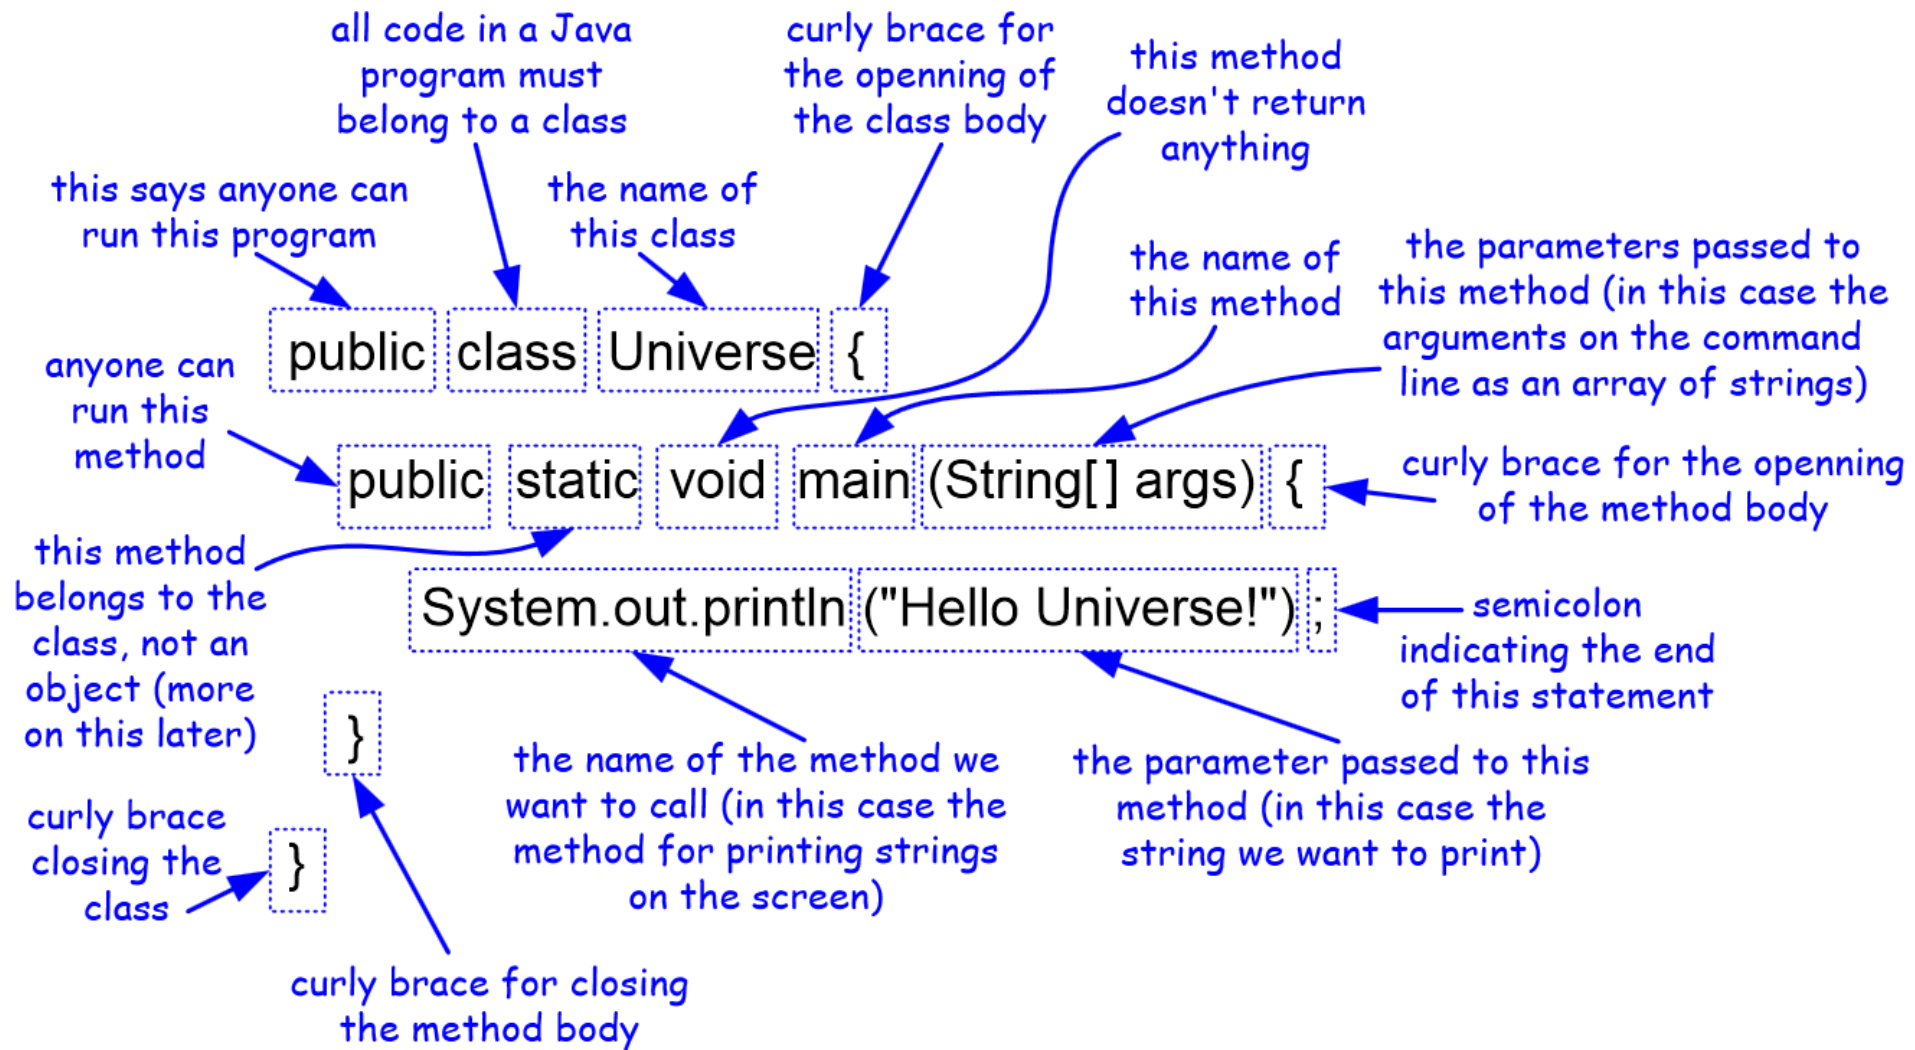 all code in a Java
program must
belong to a class
curly brace for
the openning of
the class body
this method
doesn't return
anything
this says anyone can
run this program
the name of
this class
the name of
this method
the parameters passed to
this method (in this case the
arguments on the command
line as an array of strings)
public class Universe {
anyone can
run this
method
public static void main (String[] args) {
curly brace for the openning
of the method body
this method
belongs to the
class, not an
object (more
on this later)
System.out.println ("Hello Universe!") ;
semicolon
indicating the end
of this statement
}
the name of the method we
want to call (in this case the
method for printing strings
on the screen)
the parameter passed to this
method (in this case the
string we want to print)
curly brace
closing the
class
}
curly brace for closing
the method body